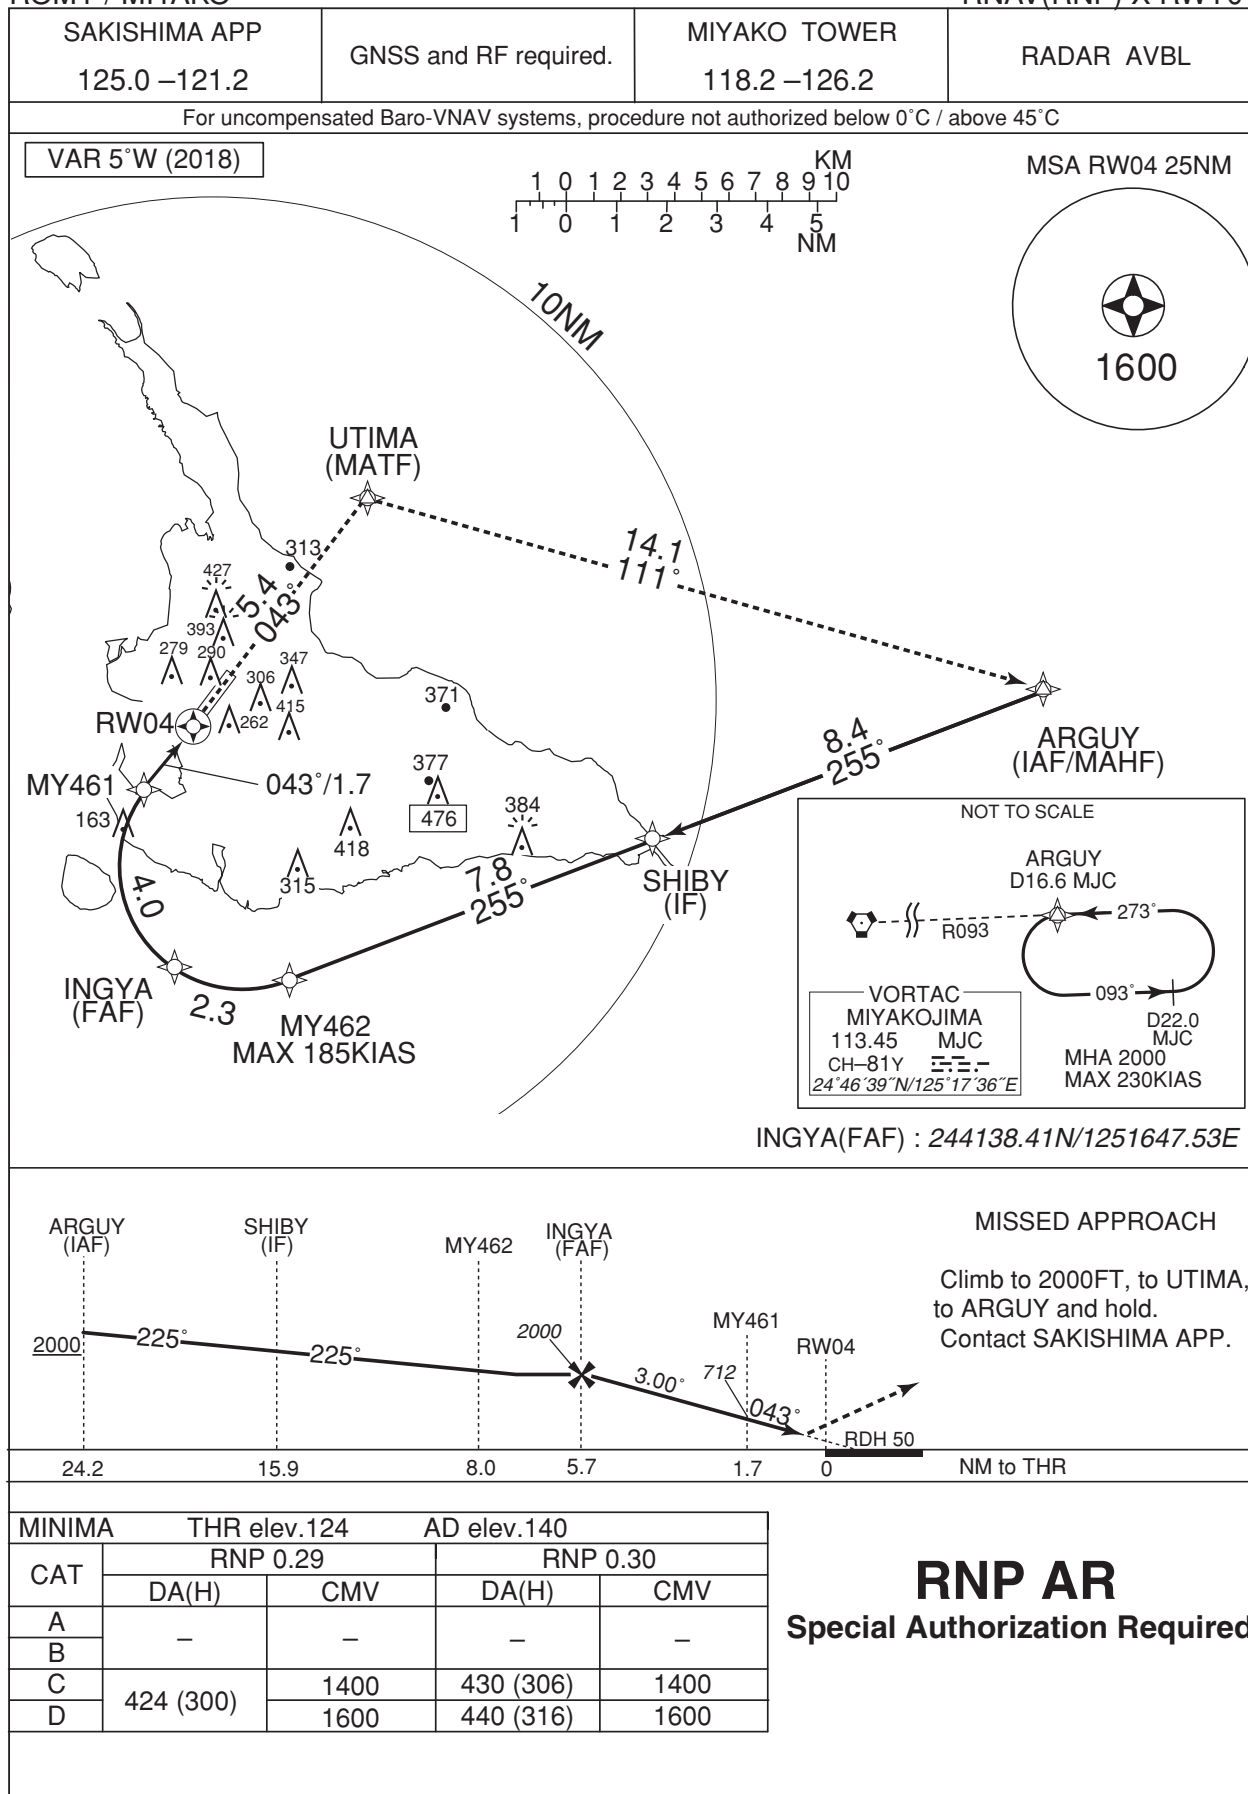 SAKISHIMA APP
125.0 –121.2
GNSS and RF required.
MIYAKO TOWER
118.2 –126.2
RADAR AVBL
For uncompensated Baro-VNAV systems, procedure not authorized below 0˚C / above 45˚C
VAR 5˚W (2018)
KM
1 0 1 2 3 4 5 6 7 8 9 10
1 0 1 2 3 4 5
NM
MSA RW04 25NM
1600
10NM
UTIMA
(MATF)
313
427
5.4
043˚
393
279
290
306
347
415
262
RW04
371
14.1
111˚
MY461
043˚/1.7
163
377
476
384
418
315
8.4
255˚
ARGUY
(IAF/MAHF)
SHIBY
(IF)
7.8
255˚
4.0
INGYA
(FAF)
2.3
MY462
MAX 185KIAS
NOT TO SCALE
ARGUY
D16.6 MJC
R093
273˚
093˚
D22.0
MJC
VORTAC
MIYAKOJIMA
113.45 MJC
CH–81Y
24˚46´39˝N/125˚17´36˝E
MHA 2000
MAX 230KIAS
INGYA(FAF) : 244138.41N/1251647.53E
ARGUY
(IAF)
SHIBY
(IF)
MY462
INGYA
(FAF)
MY461
RW04
2000
225˚
225˚
2000
3.00˚
712
043˚
RDH 50
24.2 15.9 8.0 5.7 1.7 0 NM to THR
MISSED APPROACH
Climb to 2000FT, to UTIMA,
to ARGUY and hold.
Contact SAKISHIMA APP.
MINIMA THR elev.124 AD elev.140
CAT RNP 0.29 RNP 0.30
DA(H) CMV DA(H) CMV
A
B
– – – –
C 424 (300) 1400 430 (306) 1400
D 1600 440 (316) 1600
RNP AR
Special Authorization Required